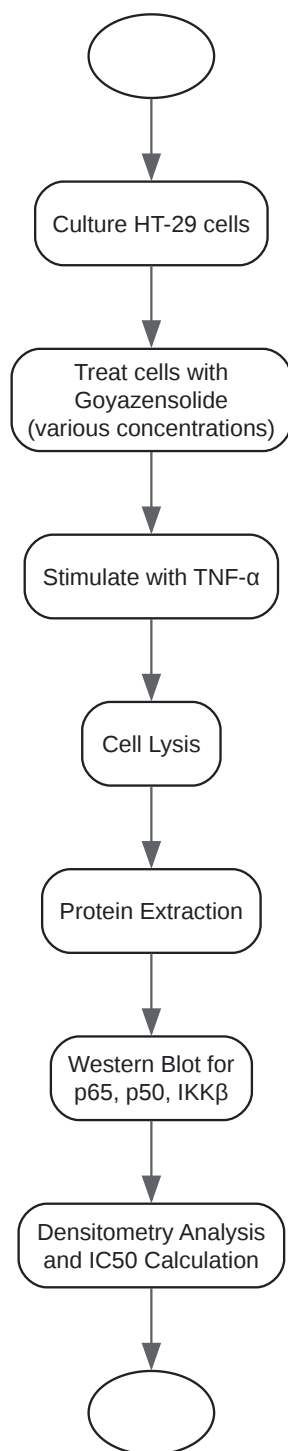 Culture HT-29 cells
Treat cells with
Goyazensolide
(various concentrations)
Stimulate with TNF-α
Cell Lysis
Protein Extraction
Western Blot for
p65, p50, IKKβ
Densitometry Analysis
and IC50 Calculation